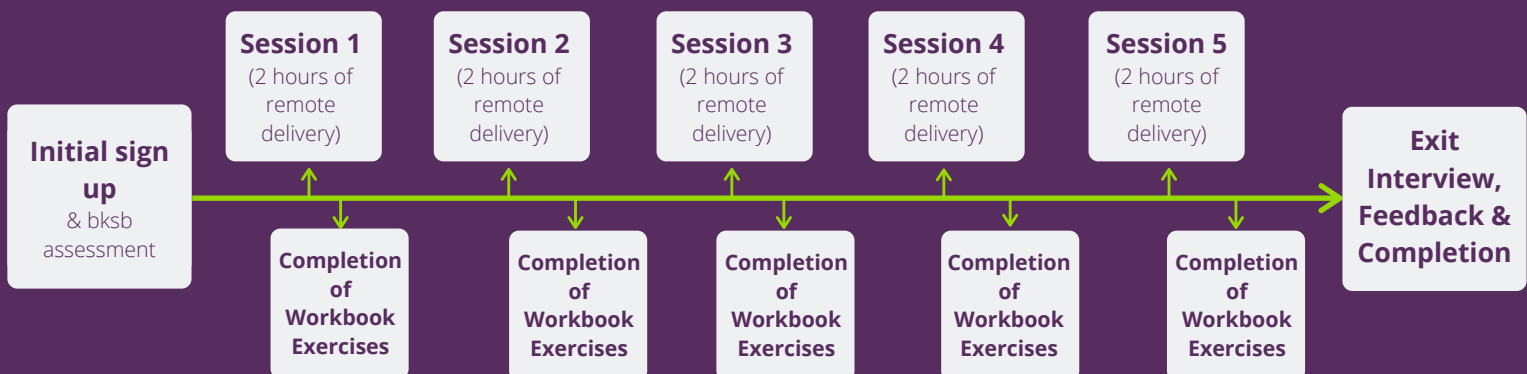 Initial sign
up
& bksb
assessment
Session 1
(2 hours of
remote
delivery)
Completion
of
Workbook
Exercises
Session 2
(2 hours of
remote
delivery)
Completion
of
Workbook
Exercises
Session 3
(2 hours of
remote
delivery)
Completion
of
Workbook
Exercises
Session 4
(2 hours of
remote
delivery)
Completion
of
Workbook
Exercises
Session 5
(2 hours of
remote
delivery)
Completion
of
Workbook
Exercises
Exit
Interview,
Feedback &
Completion